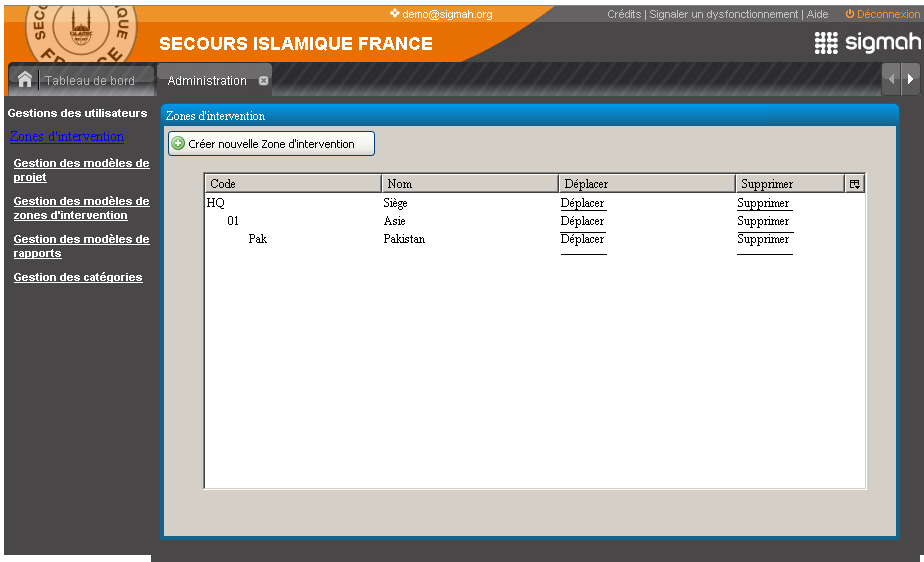 demo@sigmah.org
Crédits | Signaler un dysfonctionnement | Aide
Déconnexion
SECOURS ISLAMIQUE FRANCE
sigmah
Tableau de bord
Administration
Gestions des utilisateurs
Zones d'intervention
Gestion des modèles de
projet
Gestion des modèles de
zones d'intervention
Gestion des modèles de
rapports
Gestion des catégories
Zones d'intervention
Créer nouvelle Zone d'intervention
Code Nom Déplacer Supprimer
HQ Siège Déplacer Supprimer
01 Asie Déplacer Supprimer
Pak Pakistan Déplacer Supprimer